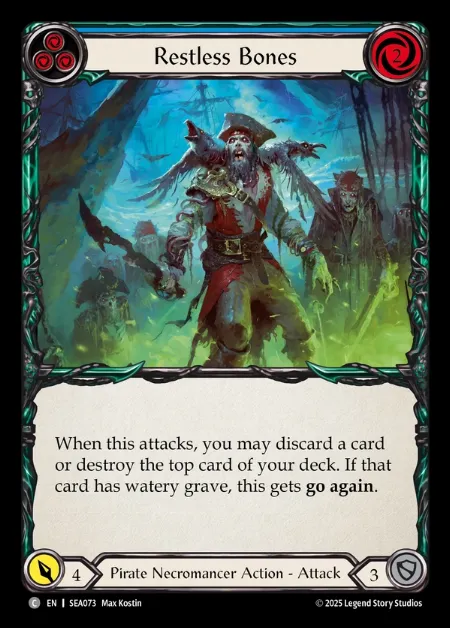 Restless Bones
2
When this attacks, you may discard a card
or destroy the top card of your deck. If that
card has watery grave, this gets go again.
4
Pirate Necromancer Action - Attack
3
C EN | SEA073 Max Kostin
© 2025 Legend Story Studios